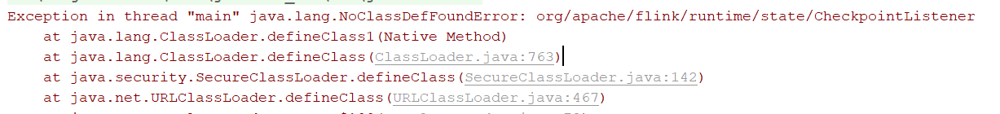 Exception in thread "main" java.lang.NoClassDefFoundError: org/apache/flink/runtime/state/CheckpointListener
at java.lang.ClassLoader.defineClass1(Native Method)
at java.lang.ClassLoader.defineClass(ClassLoader.java:763)
at java.security.SecureClassLoader.defineClass(SecureClassLoader.java:142)
at java.net.URLClassLoader.defineClass(URLClassLoader.java:467)